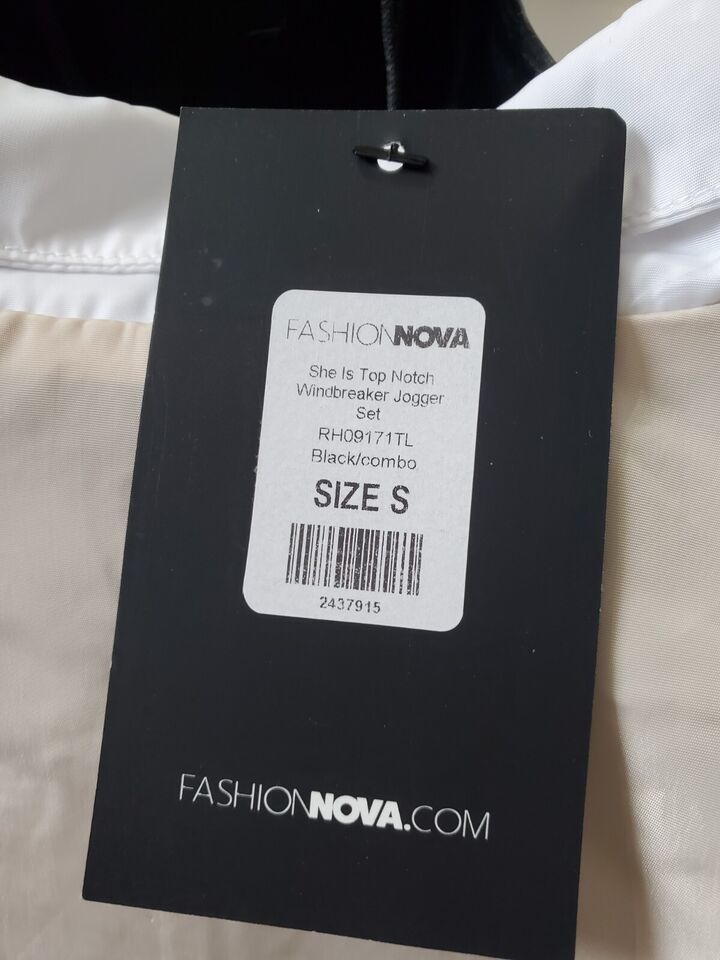 FASHIONNOVA
She Is Top Notch
Windbreaker Jogger
Set
RH09171TL
Black/combo
SIZE S
2437915
FASHIONNOVA.COM